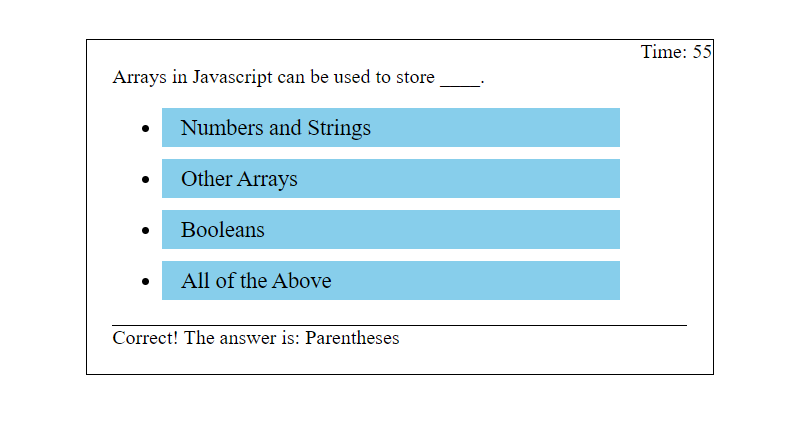 Time: 55
Arrays in Javascript can be used to store ____.
Numbers and Strings
Other Arrays
Booleans
All of the Above
Correct! The answer is: Parentheses